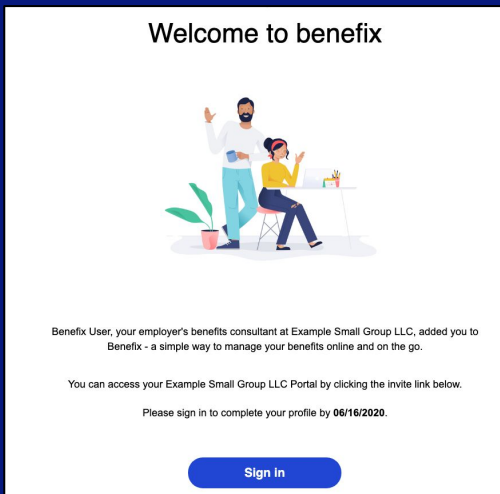 Welcome to benefix
Benefix User, your employer's benefits consultant at Example Small Group LLC, added you to
Benefix - a simple way to manage your benefits online and on the go.
You can access your Example Small Group LLC Portal by clicking the invite link below.
Please sign in to complete your profile by 06/16/2020.
Sign in